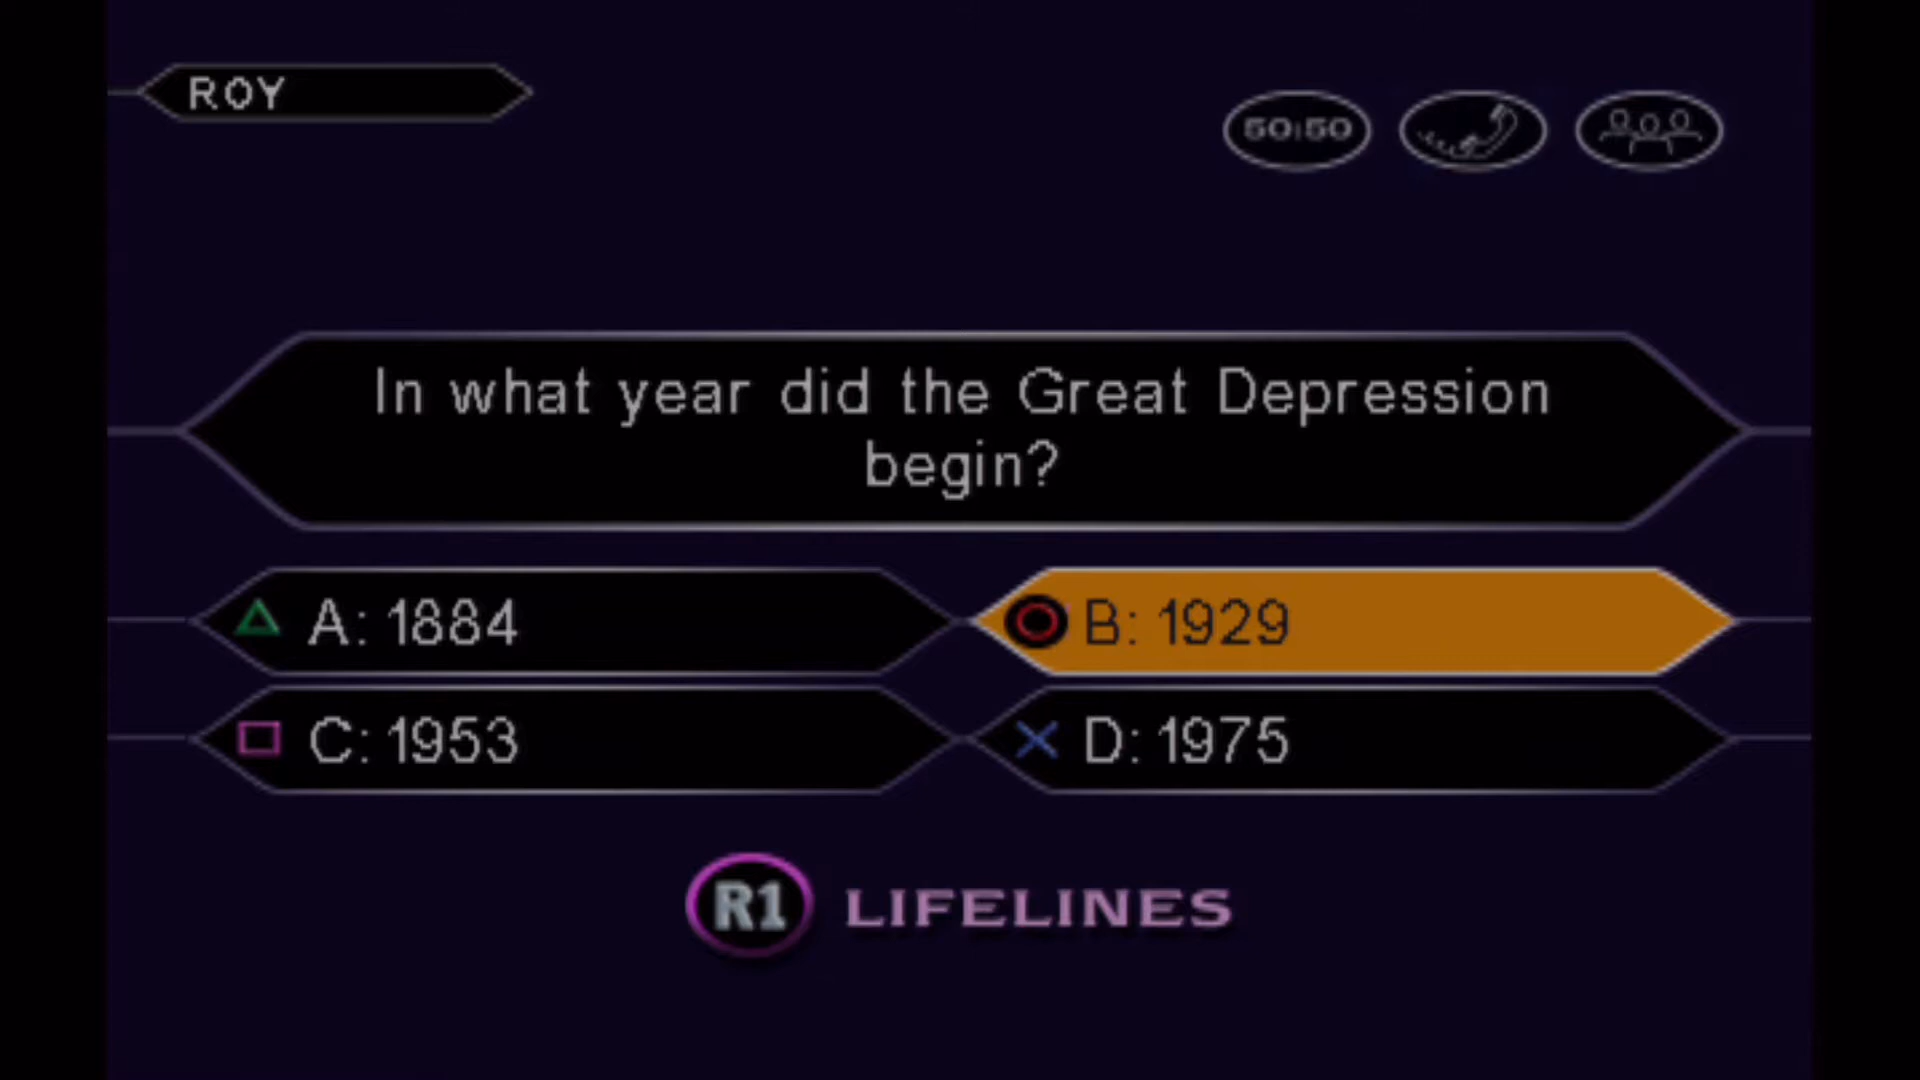 ROY
50:50
In what year did the Great Depression
begin?
A: 1884
B: 1929
C: 1953
D: 1975
R1 LIFELINES